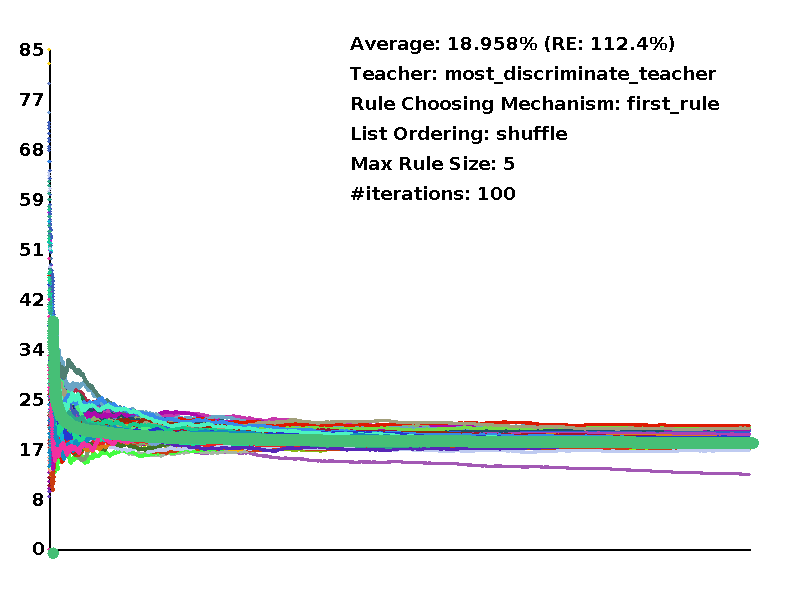 Average: 18.958% (RE: 112.4%)
Teacher: most_discriminate_teacher
Rule Choosing Mechanism: first_rule
List Ordering: shuffle
Max Rule Size: 5
#iterations: 100
85
77
68
59
51
42
34
25
17
8
0